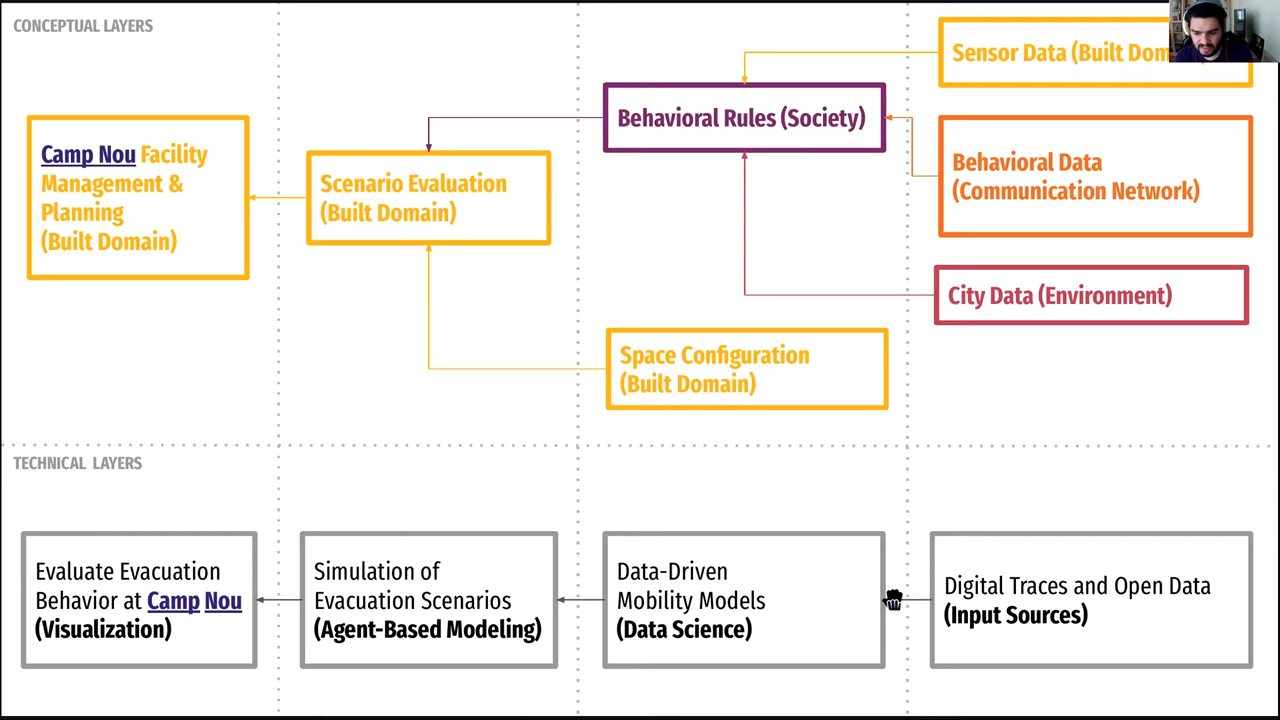 CONCEPTUAL LAYERS
Camp Nou Facility
Management &
Planning
(Built Domain)
Scenario Evaluation
(Built Domain)
Behavioral Rules (Society)
Space Configuration
(Built Domain)
Sensor Data (Built
Behavioral Data
(Communication Network)
City Data (Environment)
TECHNICAL LAYERS
Evaluate Evacuation
Behavior at Camp Nou
(Visualization)
Simulation of
Evacuation Scenarios
(Agent-Based Modeling)
Data-Driven
Mobility Models
(Data Science)
Digital Traces and Open Data
(Input Sources)